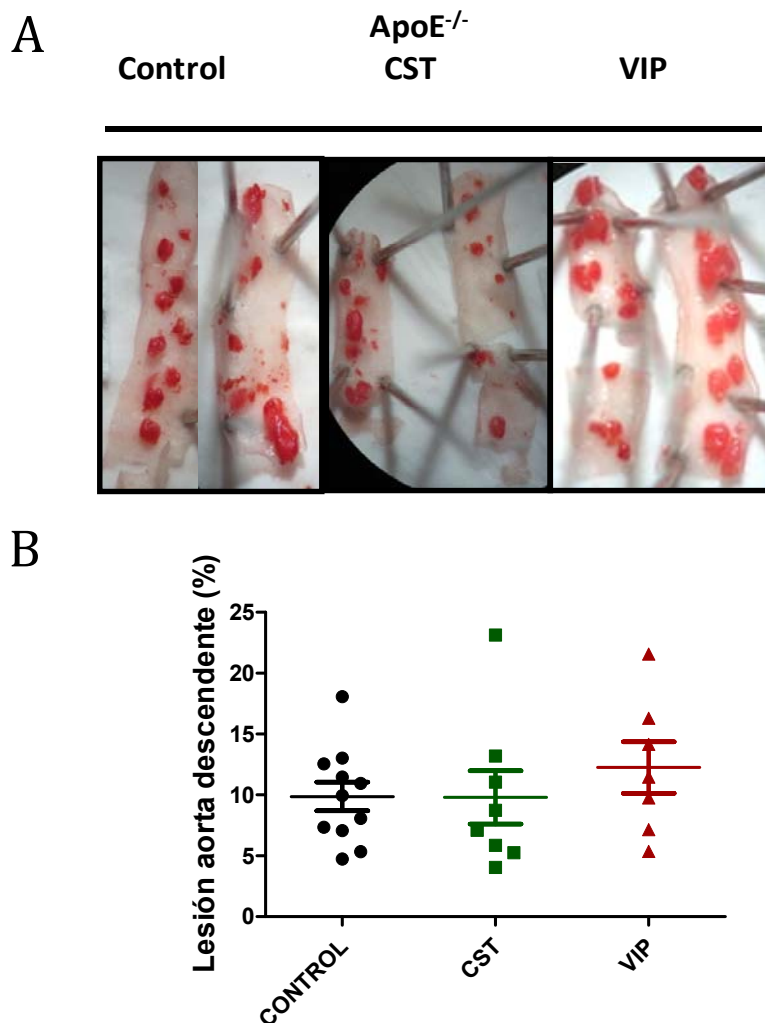 A
ApoE-/-
Control CST VIP
B
Lesión aorta descendente (%)
25
20
15
10
5
0
CONTROL CST VIP